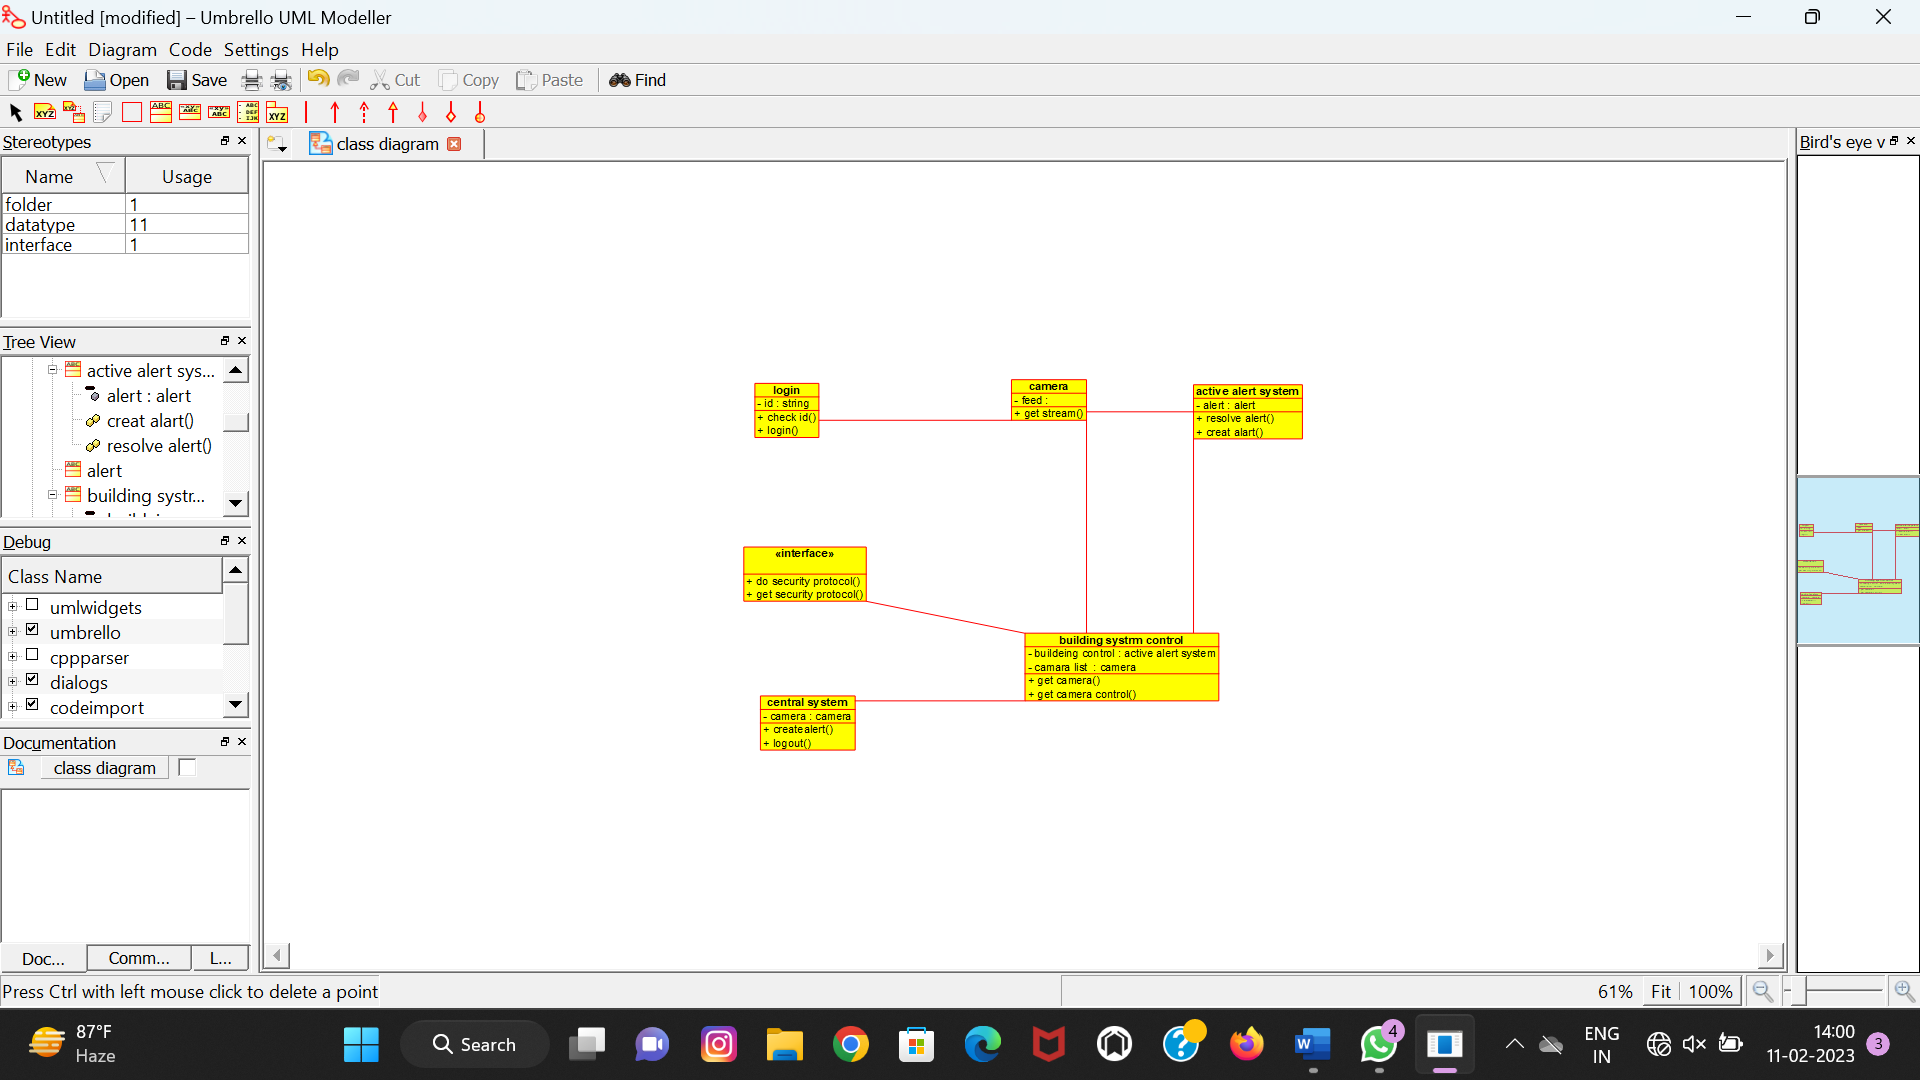 Untitled [modified] – Umbrello UML Modeller
File Edit Diagram Code Settings Help
New Open Save Cut Copy Paste Find
Stereotypes
Name Usage
folder 1
datatype 11
interface 1
Tree View
active alert sys...
alert : alert
creat alart()
resolve alert()
alert
building systr...
Debug
Class Name
umlwidgets
umbrello
cppparser
dialogs
codeimport
Documentation
class diagram
Doc... Comm... L...
class diagram
login
- id : string
+ check id()
+ login()
camera
- feed :
+ get stream()
active alert system
- alert : alert
+ resolve alert()
+ creat alart()
«interface»
+ do security protocol()
+ get security protocol()
building systrm control
- buildeing control : active alert system
- camara list : camera
+ get camera()
+ get camera control()
central system
- camera : camera
+ createalert()
+ logout()
Bird's eye v
Press Ctrl with left mouse click to delete a point
61% Fit 100%
87°F
Haze
Search
4
ENG
IN
14:00
11-02-2023
3